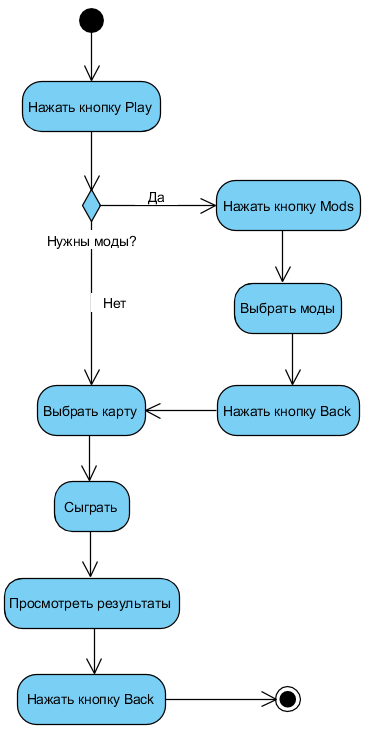 Нажать кнопку Play
Да
Нажать кнопку Mods
Нужны моды?
Выбрать моды
Нет
Выбрать карту
Нажать кнопку Back
Сыграть
Просмотреть результаты
Нажать кнопку Back